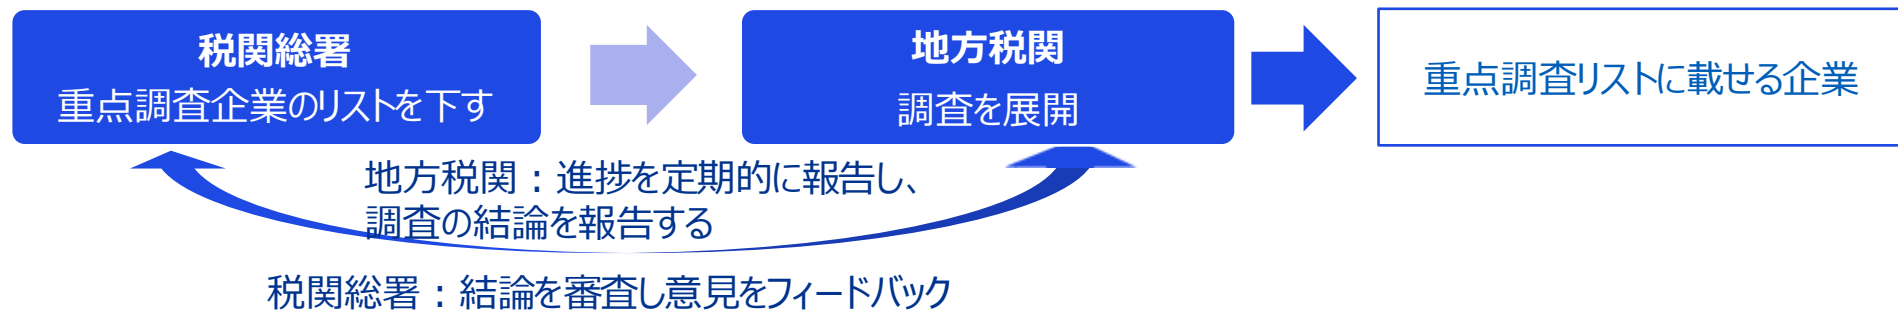 税関総署
重点調査企業のリストを下す
地方税関
調査を展開
重点調査リストに載せる企業
地方税関：進捗を定期的に報告し、
調査の結論を報告する
税関総署：結論を審査し意見をフィードバック